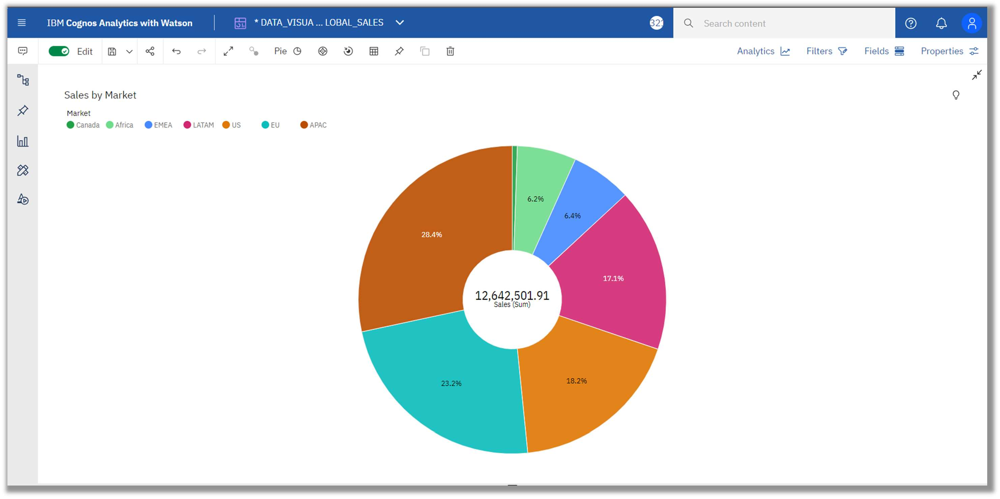 IBM Cognos Analytics with Watson
* DATA_VISUA ... LOBAL_SALES
Search content
Edit
Pie
Analytics
Filters
Fields
Properties
Sales by Market
Market
Canada Africa EMEA LATAM US EU APAC
6.2%
6.4%
28.4%
17.1%
12,642,501.91
Sales (Sum)
18.2%
23.2%